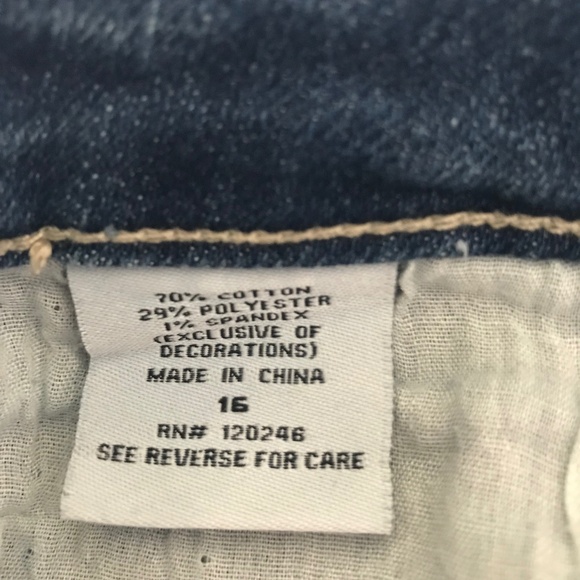 70% COTTON
29% POLYESTER
1% SPANDEX
(EXCLUSIVE OF
DECORATIONS)
MADE IN CHINA
16
RN# 120246
SEE REVERSE FOR CARE